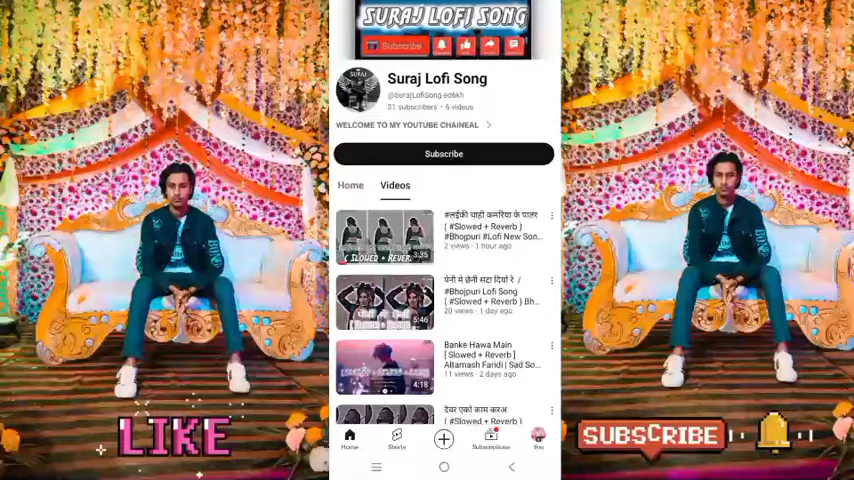 SURAJ LOFI SONG
Subscribe
SURAJ
Suraj Lofi Song
@SurajLofiSong-ed6kh
31 subscribers • 6 videos
WELCOME TO MY YOUTUBE CHAINEAL
Subscribe
Home
Videos
#लईकी चाही कमरिया के पातर
( #Slowed + Reverb )
#Bhojpuri #Lofi New Son...
2 views · 1 hour ago
( SLOWED + REVER
3:35
पेनी मे छेनी सटा दियो रे /
#Bhojpuri Lofi Song
( #Slowed + Reverb ) Bh...
20 views · 1 day ago
5:46
Banke Hawa Main
[ Slowed + Reverb ]
Altamash Faridi | Sad So...
11 views · 2 days ago
4:18
देवर एको काम करअ
( #Slowed + Reverb )
Home
Shorts
Subscriptions
You
LIKE
SUBSCRIBE